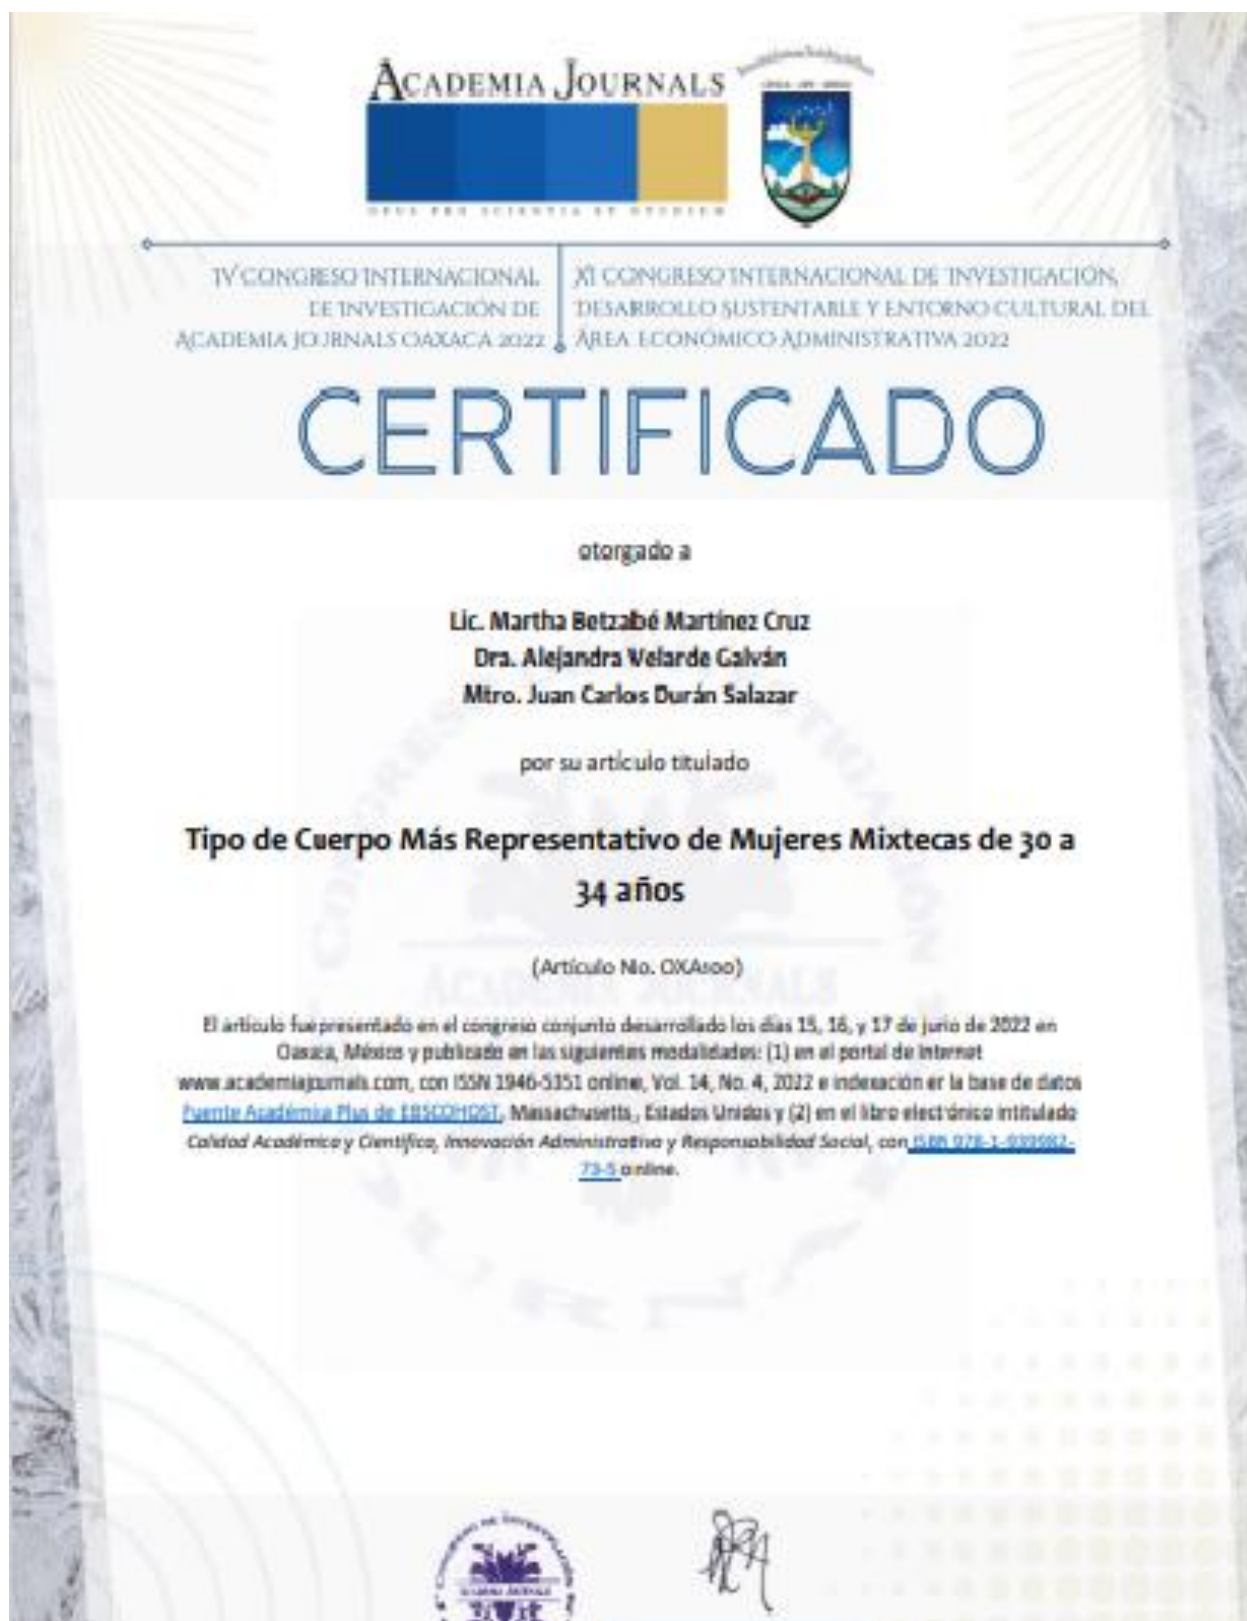 ACADEMIA JOURNALS
OPUS PRO SCIENTIA ET STUDIUM
IV CONGRESO INTERNACIONAL
DE INVESTIGACIÓN DE
ACADEMIA JOURNALS OAXACA 2022
XI CONGRESO INTERNACIONAL DE INVESTIGACIÓN,
DESARROLLO SUSTENTABLE Y ENTORNO CULTURAL DEL
ÁREA ECONÓMICO ADMINISTRATIVA 2022
CERTIFICADO
otorgado a
Lic. Martha Betzabé Martínez Cruz
Dra. Alejandra Velarde Galván
Mtro. Juan Carlos Durán Salazar
por su artículo titulado
Tipo de Cuerpo Más Representativo de Mujeres Mixtecas de 30 a
34 años
(Artículo No. OXA100)
El artículo fue presentado en el congreso conjunto desarrollado los días 15, 16, y 17 de junio de 2022 en
Oaxaca, México y publicado en las siguientes modalidades: (1) en el portal de Internet
www.academiajournals.com, con ISSN 1946-5351 online, Vol. 14, No. 4, 2022 e indexación en la base de datos
Fuente Académica Plus de EBSCOHOST, Massachusetts, Estados Unidos y (2) en el libro electrónico intitulado
Calidad Académica y Científica, Innovación Administrativa y Responsabilidad Social, con ISBN 978-1-939982-
73-5 online.
ACADEMIA JOURNALS